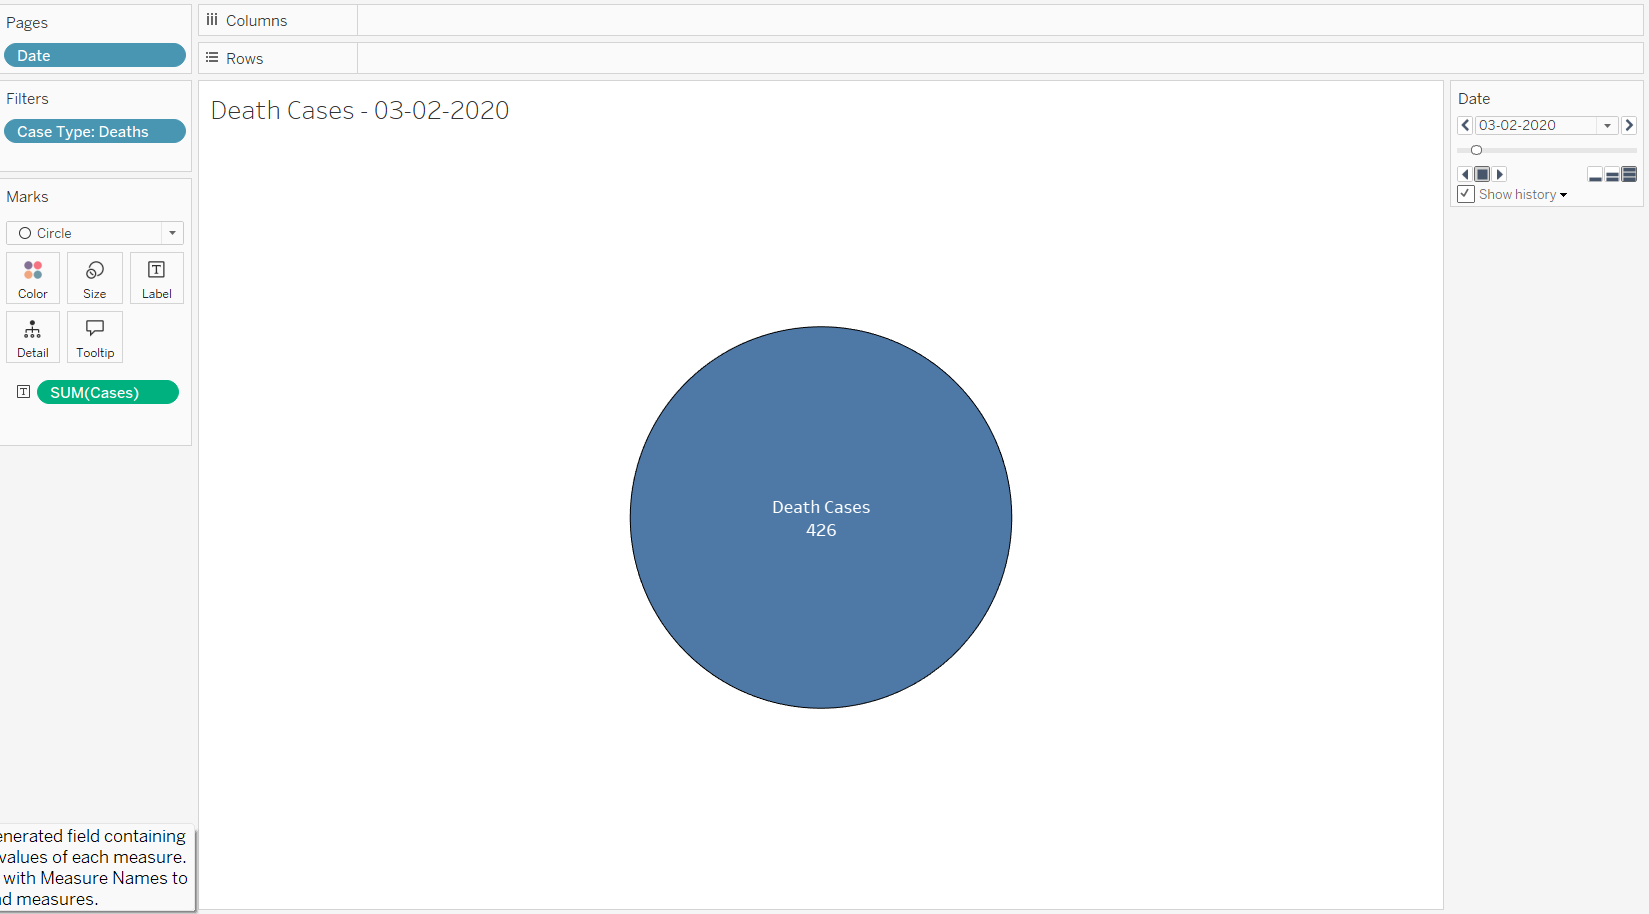 Pages
Date
Filters
Case Type: Deaths
Marks
Circle
Color
Size
Label
Detail
Tooltip
SUM(Cases)
Columns
Rows
Death Cases - 03-02-2020
Death Cases
426
Date
03-02-2020
Show history
enerated field containing
values of each measure.
with Measure Names to
d measures.